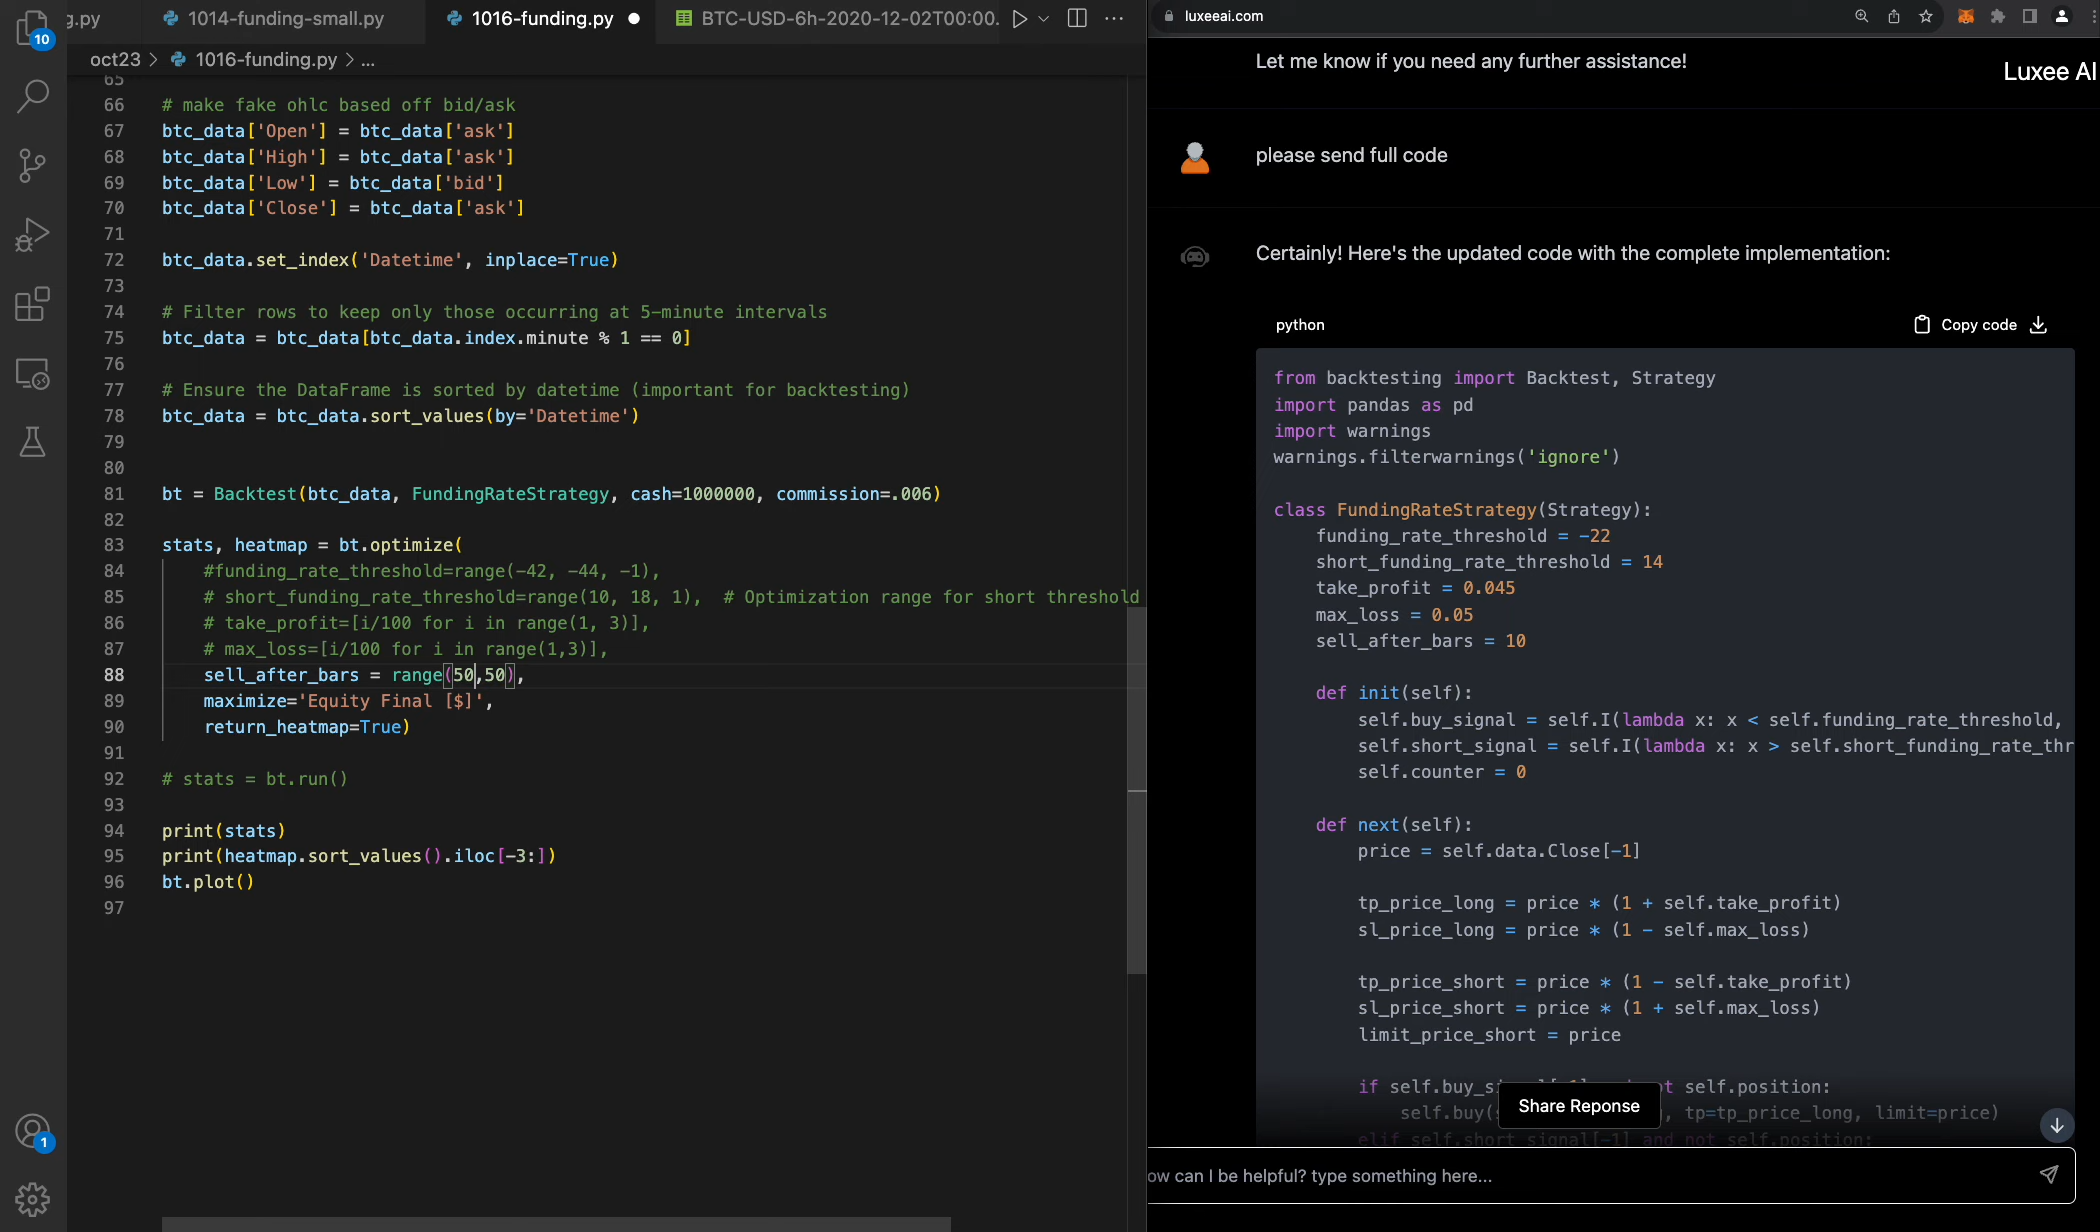 10
g.py
1014-funding-small.py
1016-funding.py
BTC-USD-6h-2020-12-02T00:00.
oct23 > 1016-funding.py > ...
65
66 # make fake ohlc based off bid/ask
67 btc_data['Open'] = btc_data['ask']
68 btc_data['High'] = btc_data['ask']
69 btc_data['Low'] = btc_data['bid']
70 btc_data['Close'] = btc_data['ask']
71
72 btc_data.set_index('Datetime', inplace=True)
73
74 # Filter rows to keep only those occurring at 5-minute intervals
75 btc_data = btc_data[btc_data.index.minute % 1 == 0]
76
77 # Ensure the DataFrame is sorted by datetime (important for backtesting)
78 btc_data = btc_data.sort_values(by='Datetime')
79
80
81 bt = Backtest(btc_data, FundingRateStrategy, cash=1000000, commission=.006)
82
83 stats, heatmap = bt.optimize(
84 #funding_rate_threshold=range(-42, -44, -1),
85 # short_funding_rate_threshold=range(10, 18, 1), # Optimization range for short threshold
86 # take_profit=[i/100 for i in range(1, 3)],
87 # max_loss=[i/100 for i in range(1,3)],
88 sell_after_bars = range(50,50),
89 maximize='Equity Final [$]',
90 return_heatmap=True)
91
92 # stats = bt.run()
93
94 print(stats)
95 print(heatmap.sort_values().iloc[-3:])
96 bt.plot()
97
1
luxeeai.com
Let me know if you need any further assistance!
Luxee AI
please send full code
Certainly! Here's the updated code with the complete implementation:
python
Copy code
from backtesting import Backtest, Strategy
import pandas as pd
import warnings
warnings.filterwarnings('ignore')
class FundingRateStrategy(Strategy):
funding_rate_threshold = -22
short_funding_rate_threshold = 14
take_profit = 0.045
max_loss = 0.05
sell_after_bars = 10
def init(self):
self.buy_signal = self.I(lambda x: x < self.funding_rate_threshold,
self.short_signal = self.I(lambda x: x > self.short_funding_rate_thr
self.counter = 0
def next(self):
price = self.data.Close[-1]
tp_price_long = price * (1 + self.take_profit)
sl_price_long = price * (1 - self.max_loss)
tp_price_short = price * (1 - self.take_profit)
sl_price_short = price * (1 + self.max_loss)
limit_price_short = price
if self.buy_si ot self.position:
self.buy( , tp=tp_price_long, limit=price)
elif self.short_signal[-1] and not self.position:
Share Reponse
ow can I be helpful? type something here...